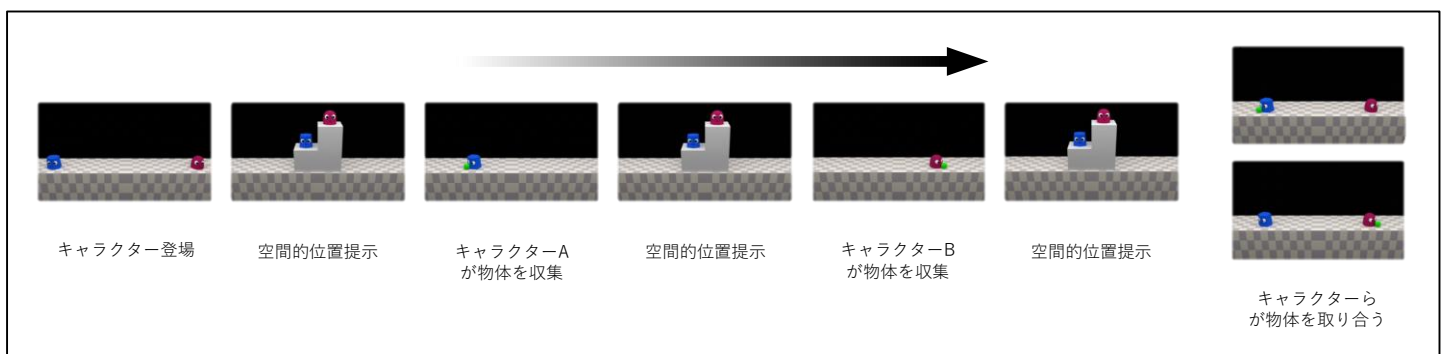 キャラクター登場
空間的位置提示
キャラクターA
が物体を収集
空間的位置提示
キャラクターB
が物体を収集
空間的位置提示
キャラクターら
が物体を取り合う